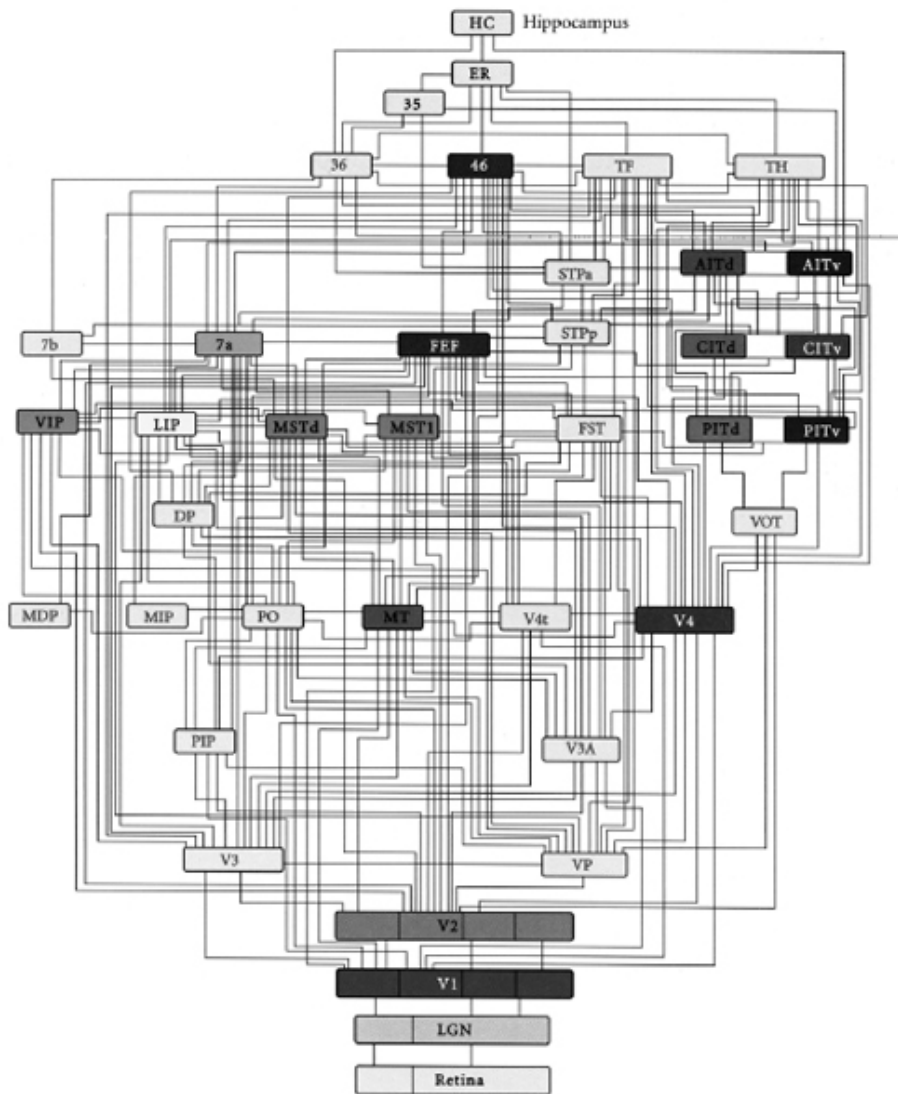 HC Hippocampus
ER
35
36 46 TF TH
STPa AITd AITv
7b 7a FEF STPp CITd CITv
VIP LIP MSTd MST1 FST PITd PITv
DP VOT
MDP MIP PO MT V4t V4
PIP V3A
V3 VP
V2
V1
LGN
Retina